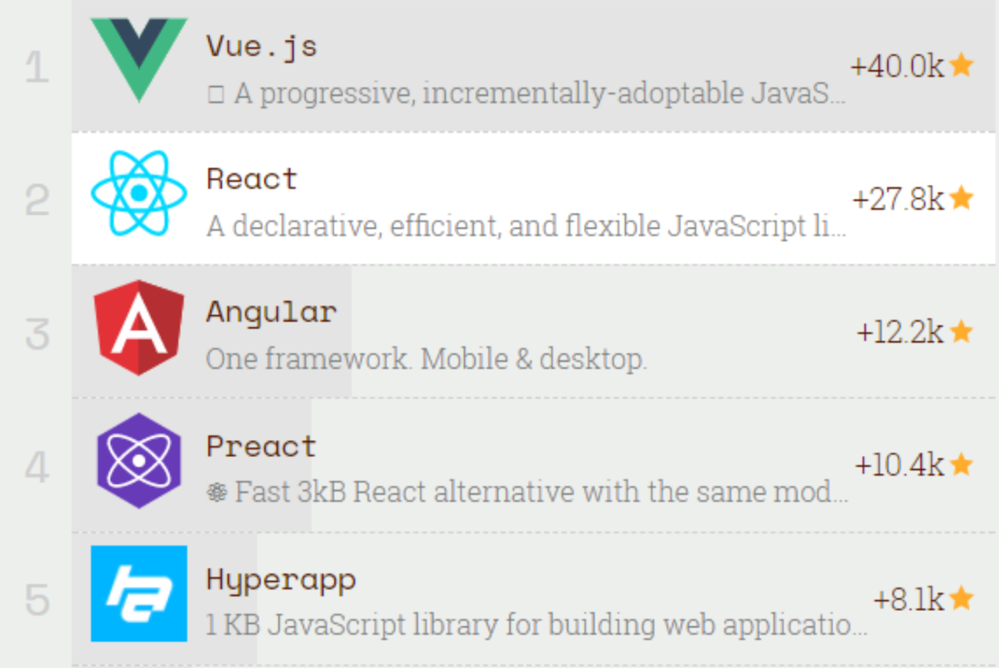 1
Vue.js
□ A progressive, incrementally-adoptable JavaS...
+40.0k★
2
React
A declarative, efficient, and flexible JavaScript li...
+27.8k★
3
Angular
One framework. Mobile & desktop.
+12.2k★
4
Preact
⚛ Fast 3kB React alternative with the same mod...
+10.4k★
5
Hyperapp
1 KB JavaScript library for building web applicatio...
+8.1k★